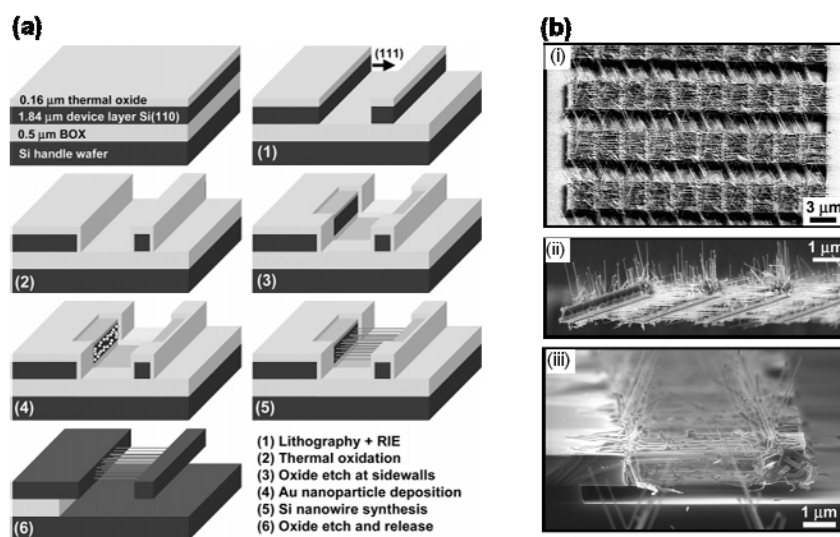 (a)
0.16 μm thermal oxide
1.84 μm device layer Si(110)
0.5 μm BOX
Si handle wafer
(111)
(1)
(2)
(3)
(4)
(5)
(6)
(1) Lithography + RIE
(2) Thermal oxidation
(3) Oxide etch at sidewalls
(4) Au nanoparticle deposition
(5) Si nanowire synthesis
(6) Oxide etch and release
(b)
(i)
3 μm
(ii)
1 μm
(iii)
1 μm